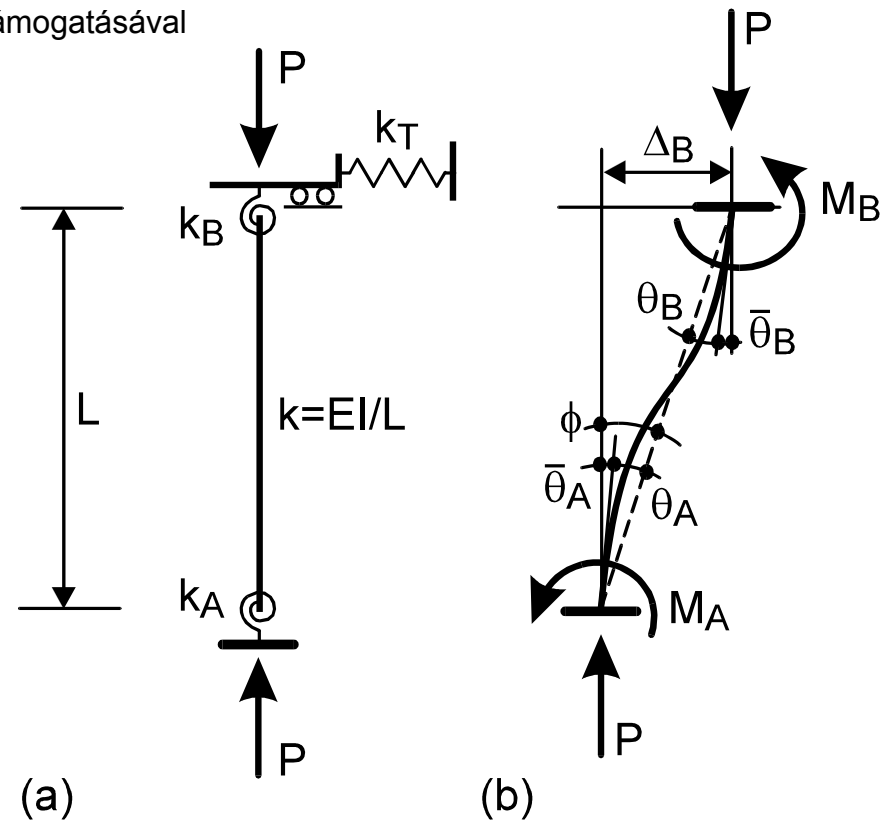 ámogatásával
P
k_T
k_B
L
k=EI/L
k_A
P
(a)
P
Δ_B
M_B
θ_B
θ̅_B
ϕ
θ̅_A
θ_A
M_A
P
(b)